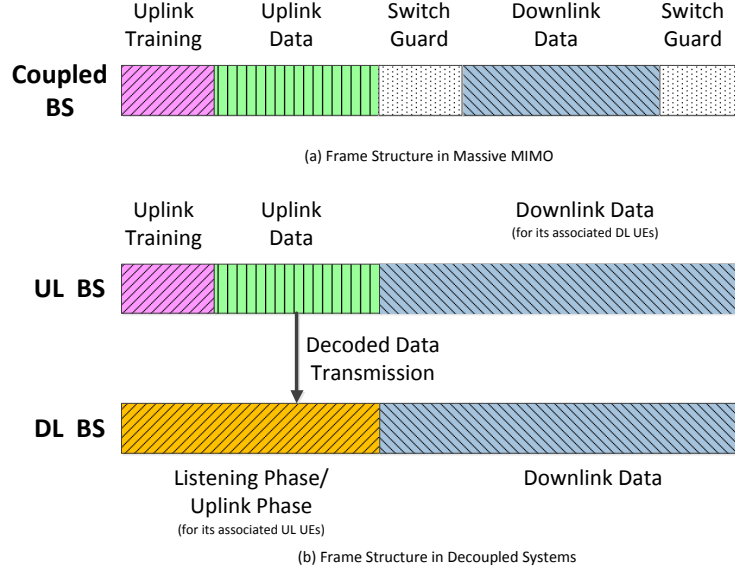 Uplink Training
Uplink Data
Switch Guard
Downlink Data
Switch Guard
Coupled BS
(a) Frame Structure in Massive MIMO
Uplink Training
Uplink Data
Downlink Data
(for its associated DL UEs)
UL BS
Decoded Data
Transmission
DL BS
Listening Phase/
Uplink Phase
(for its associated UL UEs)
Downlink Data
(b) Frame Structure in Decoupled Systems